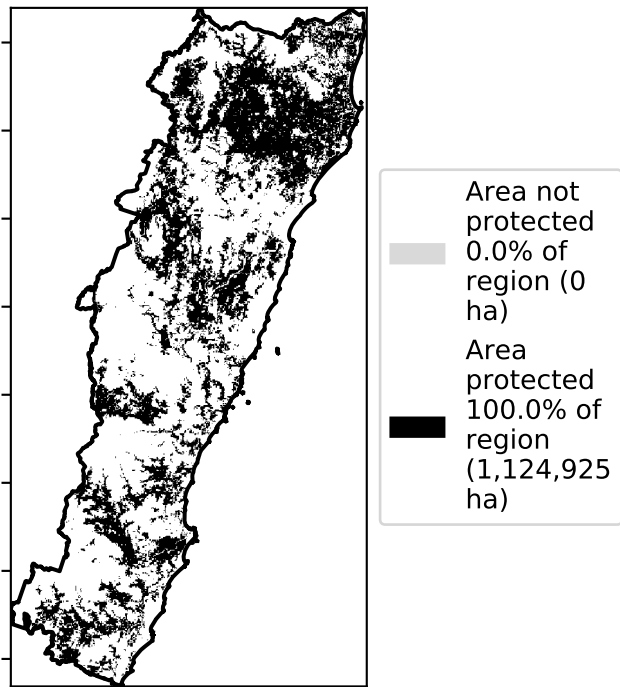 Area not
protected
0.0% of
region (0
ha)
Area
protected
100.0% of
region
(1,124,925
ha)